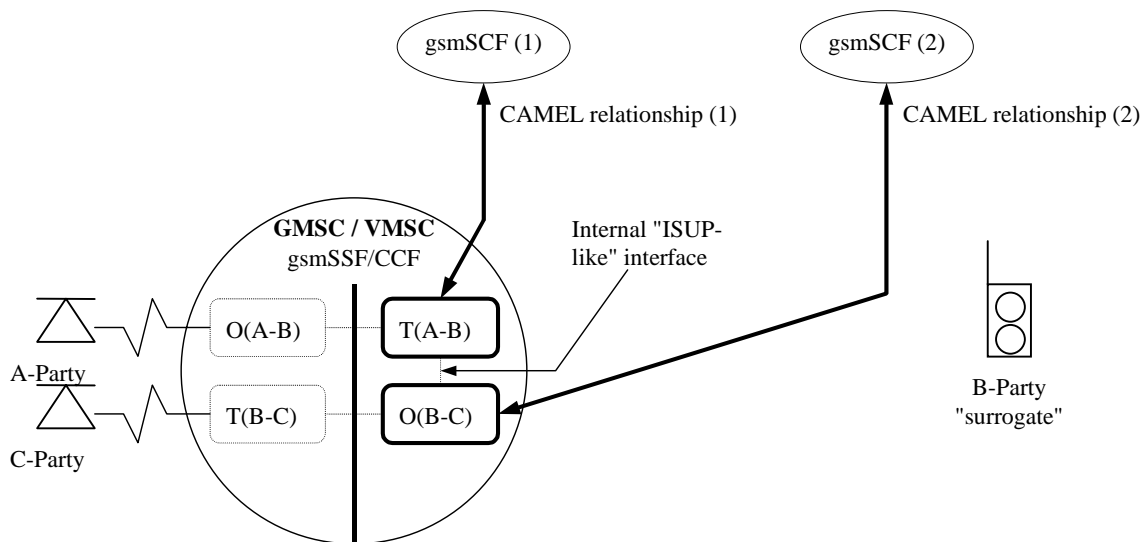 gsmSCF (1)
gsmSCF (2)
CAMEL relationship (1)
CAMEL relationship (2)
GMSC / VMSC
gsmSSF/CCF
Internal "ISUP-
like" interface
O(A-B)
T(A-B)
A-Party
T(B-C)
O(B-C)
C-Party
B-Party
"surrogate"